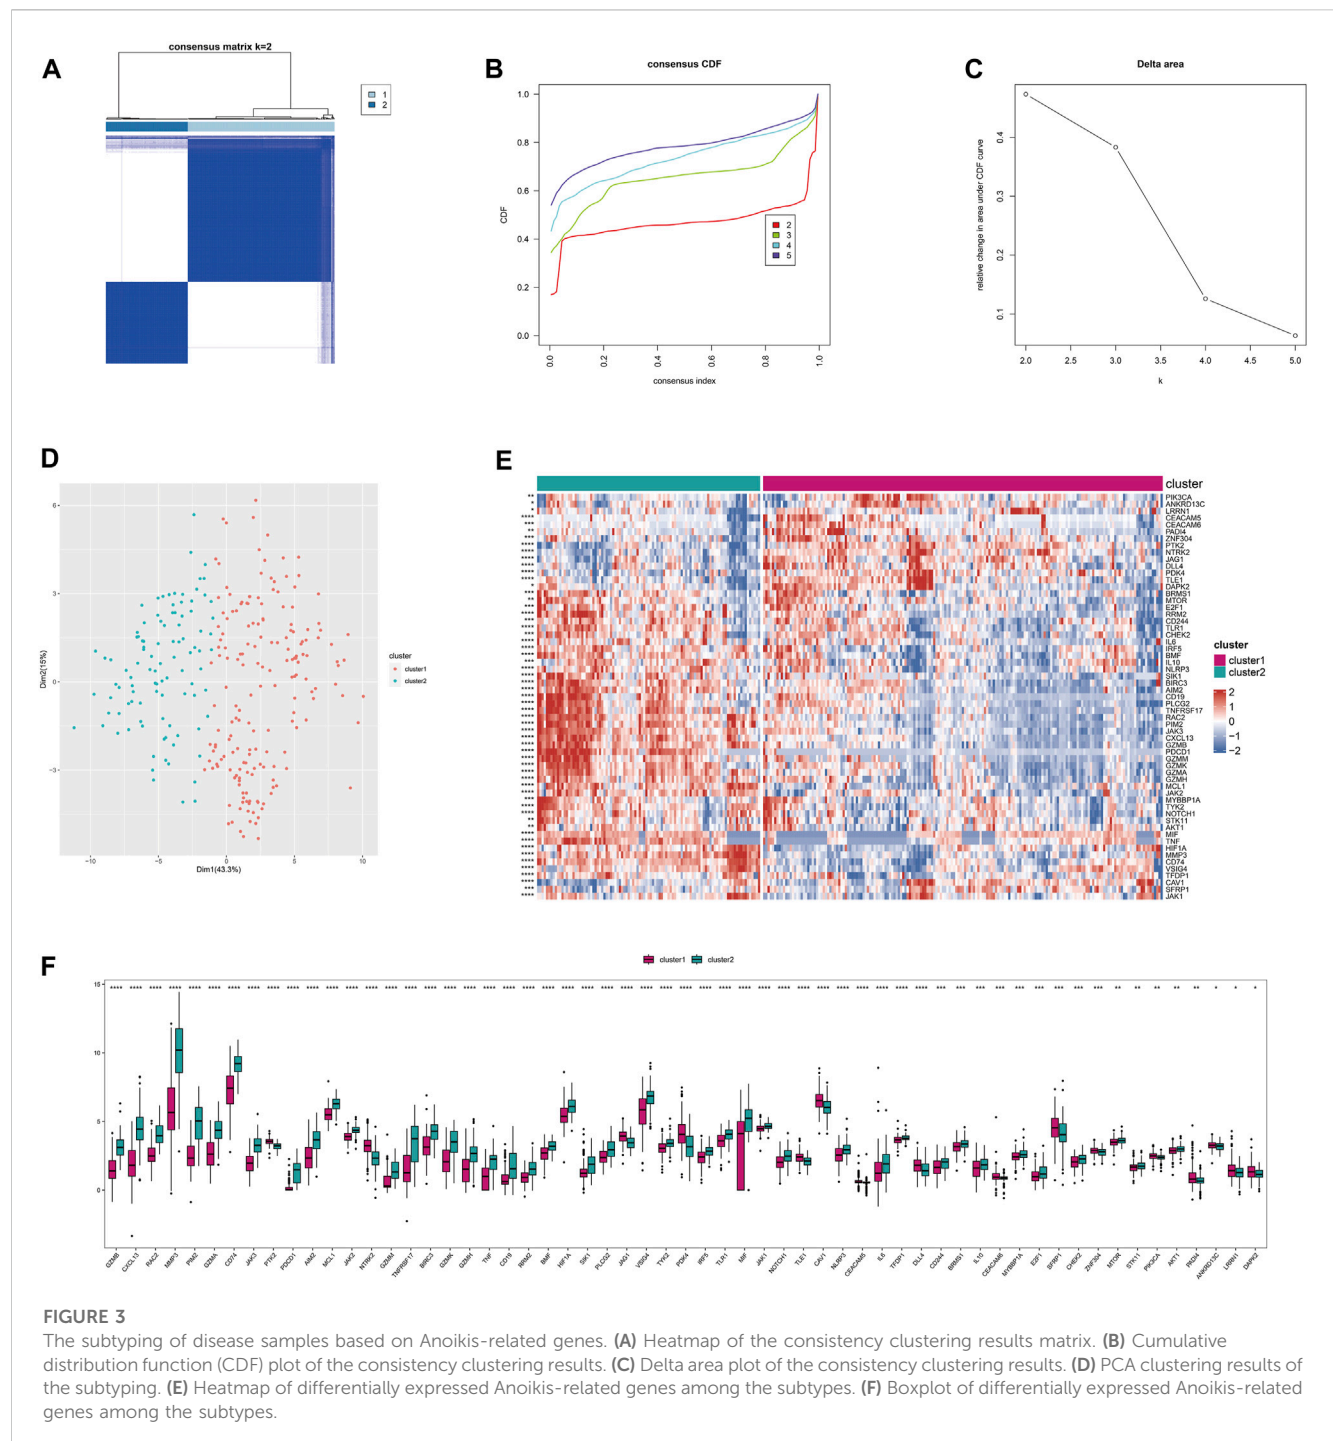 A
consensus matrix k=2
1
2
B
consensus CDF
CDF
1.0
0.8
0.6
0.4
0.2
0.0
2
3
4
5
0.0
0.2
0.4
0.6
0.8
1.0
consensus index
C
Delta area
relative change in area under CDF curve
0.4
0.3
0.2
0.1
2.0
2.5
3.0
3.5
4.0
4.5
5.0
k
D
Dim2(15%)
6
3
0
−3
−10
−5
0
5
10
Dim1(43.3%)
cluster
cluster1
cluster2
E
cluster
PIK3CA
ANKRD13C
LRRN1
CEACAM5
CEACAM6
PADI4
ZNF304
PTK2
NTRK2
JAG1
DLL4
PDK4
TLE1
DAPK2
BRMS1
MTOR
E2F1
RRM2
CD244
TLR1
CHEK2
IL6
IRF5
BMF
IL10
NLRP3
SIK1
BIRC3
AIM2
CD19
PLCG2
TNFRSF17
RAC2
PIM2
JAK3
CXCL13
GZMB
PDCD1
GZMM
GZMK
GZMA
GZMH
MCL1
JAK2
MYBBP1A
TYK2
NOTCH1
STK11
AKT1
MIF
TNF
HIF1A
MMP3
CD74
VSIG4
TFDP1
CAV1
SFRP1
JAK1
cluster
cluster1
cluster2
2
1
0
−1
−2
F
cluster1
cluster2
15
10
5
0
GZMB
CXCL13
RAC2
MMP3
PIM2
GZMA
CD74
JAK3
PTK2
PDCD1
AIM2
MCL1
JAK2
NTRK2
GZMM
TNFRSF17
BIRC3
GZMK
GZMH
TNF
CD19
RRM2
BMF
HIF1A
SIK1
PLCG2
JAG1
VSIG4
TYK2
PDK4
IRF5
TLR1
MIF
JAK1
NOTCH1
TLE1
CAV1
NLRP3
CEACAM5
IL6
TFDP1
DLL4
CD244
BRMS1
IL10
CEACAM6
MYBBP1A
E2F1
SFRP1
CHEK2
ZNF304
MTOR
STK11
PIK3CA
AKT1
PADI4
ANKRD13C
LRRN1
DAPK2
FIGURE 3
The subtyping of disease samples based on Anoikis-related genes. (A) Heatmap of the consistency clustering results matrix. (B) Cumulative
distribution function (CDF) plot of the consistency clustering results. (C) Delta area plot of the consistency clustering results. (D) PCA clustering results of
the subtyping. (E) Heatmap of differentially expressed Anoikis-related genes among the subtypes. (F) Boxplot of differentially expressed Anoikis-related
genes among the subtypes.